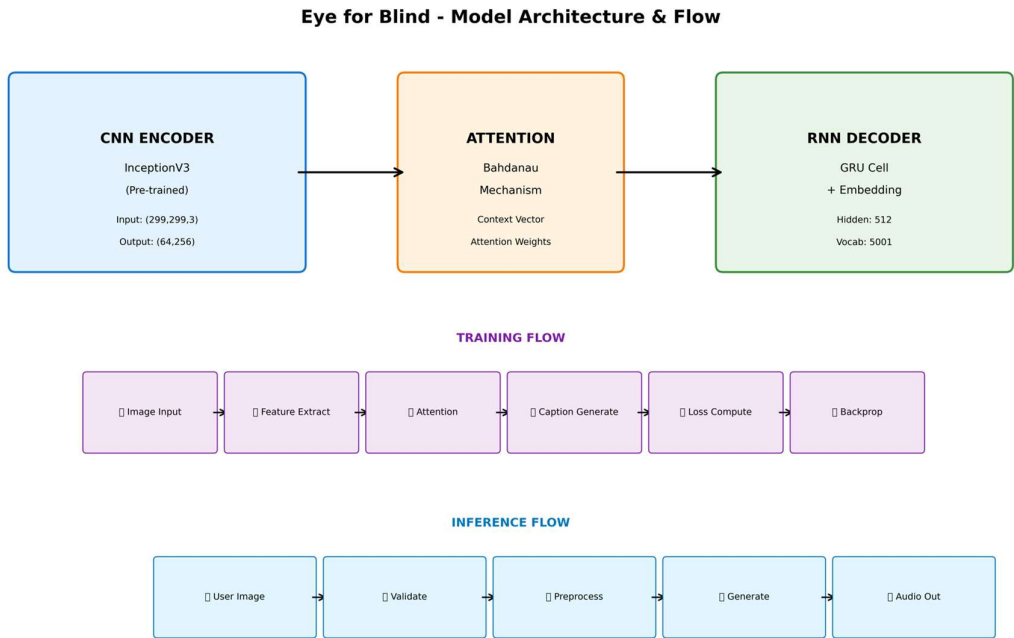 Eye for Blind - Model Architecture & Flow
CNN ENCODER
InceptionV3
(Pre-trained)
Input: (299,299,3)
Output: (64,256)
ATTENTION
Bahdanau
Mechanism
Context Vector
Attention Weights
RNN DECODER
GRU Cell
+ Embedding
Hidden: 512
Vocab: 5001
TRAINING FLOW
▯ Image Input
▯ Feature Extract
▯ Attention
▯ Caption Generate
▯ Loss Compute
▯ Backprop
INFERENCE FLOW
▯ User Image
▯ Validate
▯ Preprocess
▯ Generate
▯ Audio Out